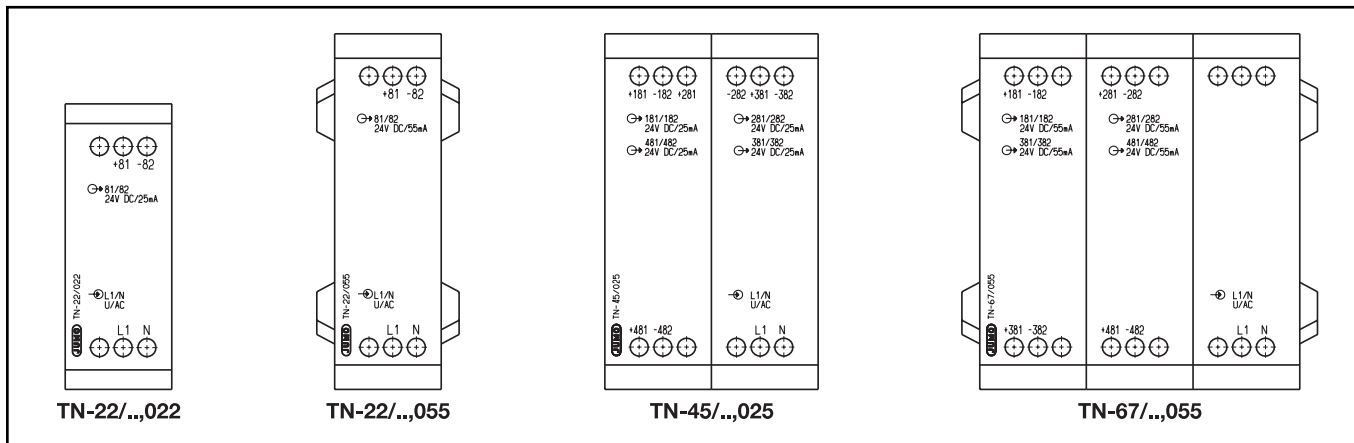 +81 -82
81/82
24V DC/25mA
TN-22/022
L1/N
U/AC
JUMO
L1 N
TN-22/..,022
+81 -82
81/82
24V DC/55mA
TN-22/055
L1/N
U/AC
JUMO
L1 N
TN-22/..,055
+181 -182 +281
-282 +381 -382
181/182
24V DC/25mA
481/482
24V DC/25mA
281/282
24V DC/25mA
381/382
24V DC/25mA
TN-45/025
L1/N
U/AC
JUMO
+481 -482
L1 N
TN-45/..,025
+181 -182
+281 -282
181/182
24V DC/55mA
381/382
24V DC/55mA
281/282
24V DC/55mA
481/482
24V DC/55mA
TN-67/055
L1/N
U/AC
JUMO
+381 -382
+481 -482
L1 N
TN-67/..,055